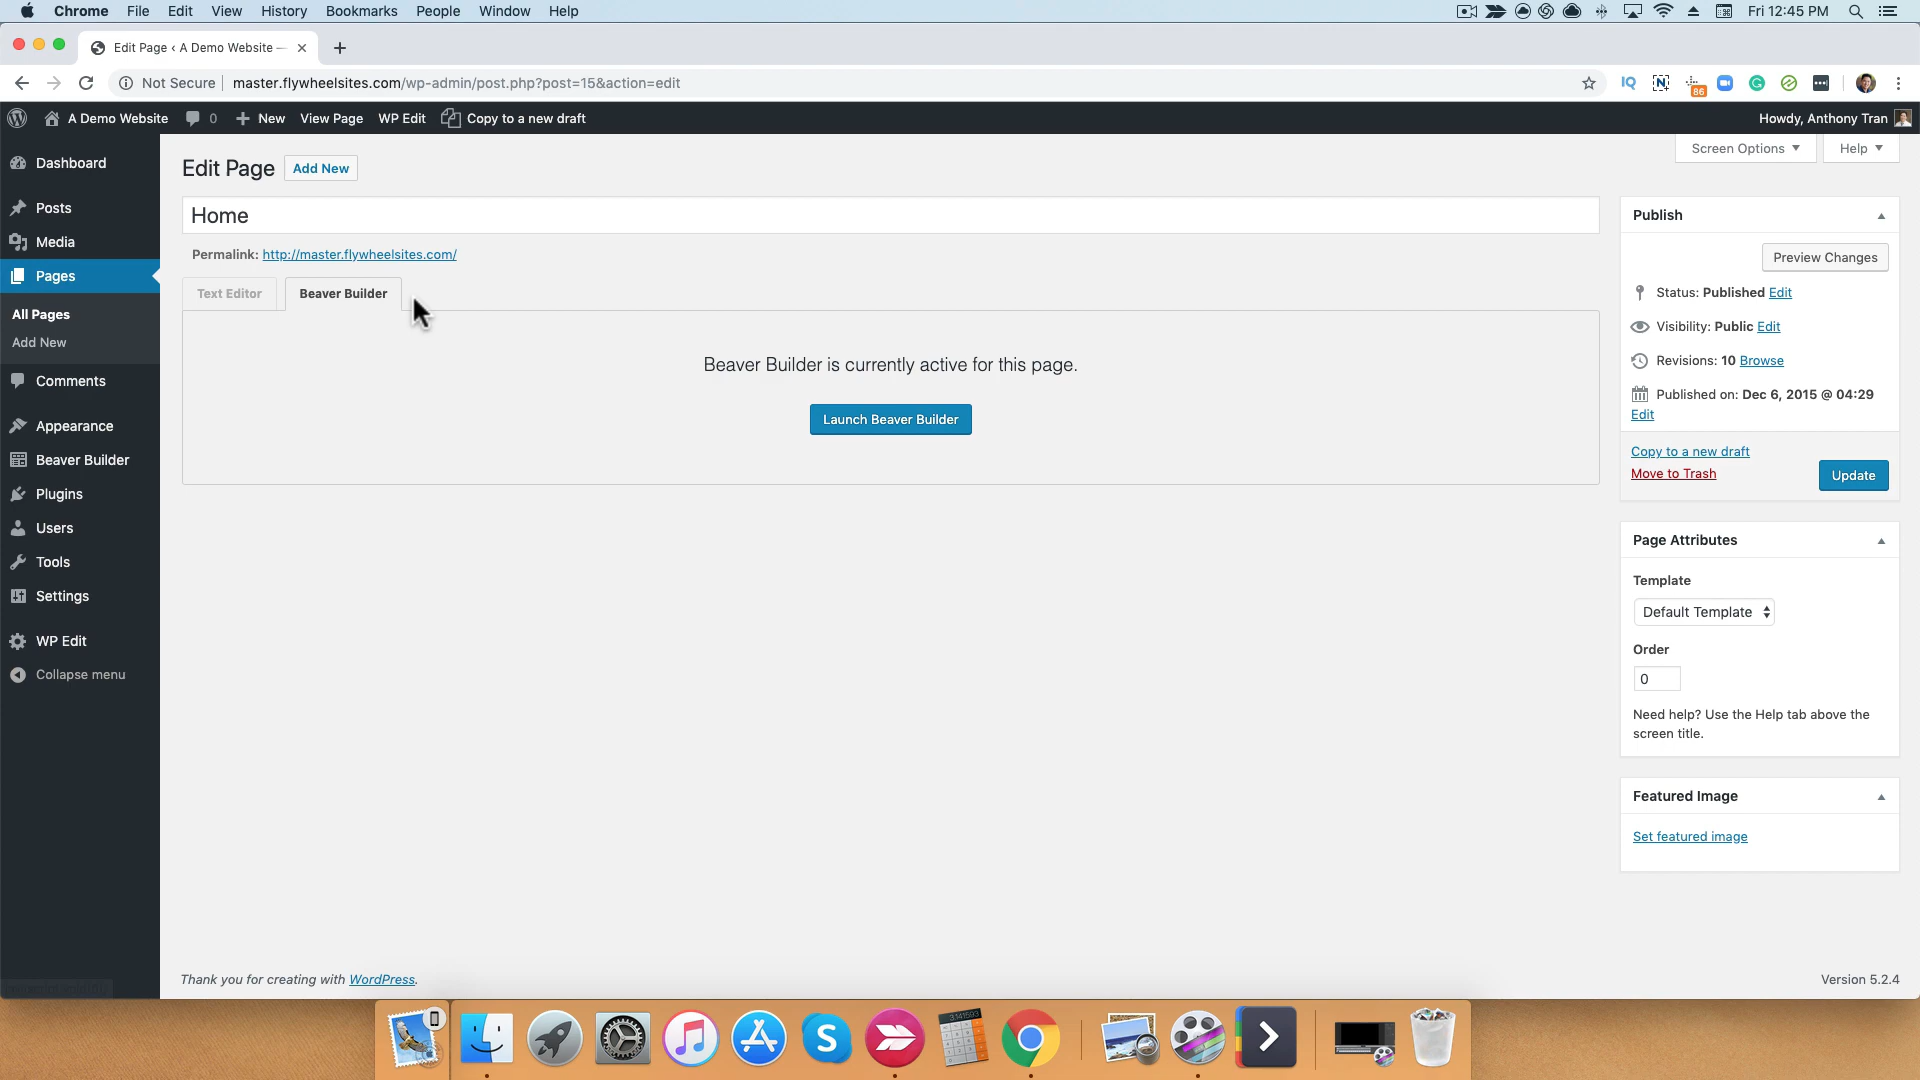 Chrome File Edit View History Bookmarks People Window Help Fri 12:45 PM
Edit Page ‹ A Demo Website —
Not Secure master.flywheelsites.com/wp-admin/post.php?post=15&action=edit
IQ N 86 G
A Demo Website 0 New View Page WP Edit Copy to a new draft Howdy, Anthony Tran
Screen Options Help
Dashboard
Posts
Media
Pages
All Pages
Add New
Comments
Appearance
Beaver Builder
Plugins
Users
Tools
Settings
WP Edit
Collapse menu
Edit Page Add New
Home
Permalink: http://master.flywheelsites.com/
Text Editor Beaver Builder
Beaver Builder is currently active for this page.
Launch Beaver Builder
Publish
Preview Changes
Status: Published Edit
Visibility: Public Edit
Revisions: 10 Browse
Published on: Dec 6, 2015 @ 04:29
Edit
Copy to a new draft
Move to Trash
Update
Page Attributes
Template
Default Template
Order
0
Need help? Use the Help tab above the
screen title.
Featured Image
Set featured image
Thank you for creating with WordPress.
Version 5.2.4
3.141593